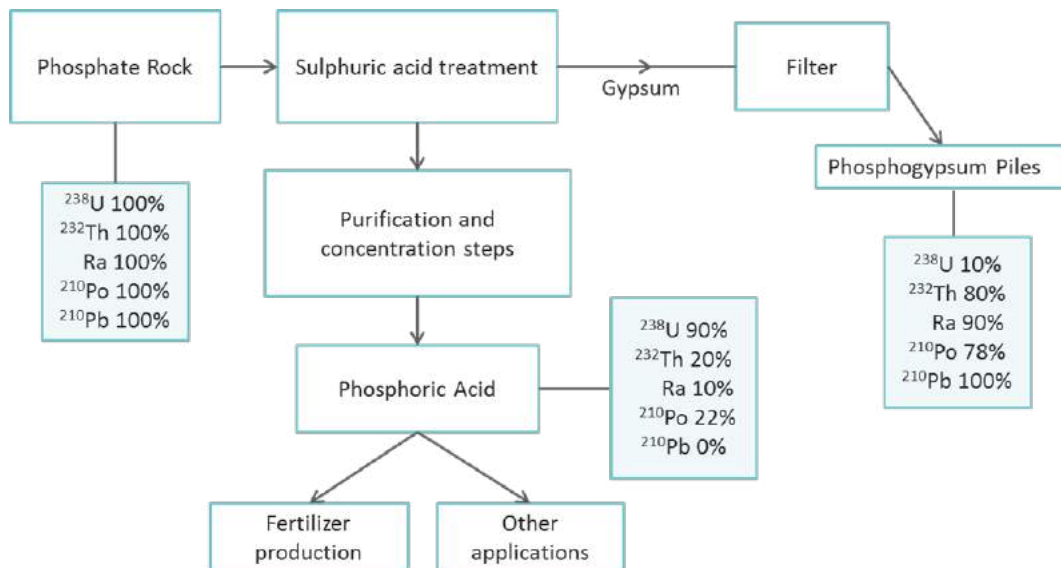 Phosphate Rock
Sulphuric acid treatment
Gypsum
Filter
Phosphogypsum Piles
²³⁸U 100%
²³²Th 100%
Ra 100%
²¹⁰Po 100%
²¹⁰Pb 100%
Purification and
concentration steps
²³⁸U 10%
²³²Th 80%
Ra 90%
²¹⁰Po 78%
²¹⁰Pb 100%
Phosphoric Acid
²³⁸U 90%
²³²Th 20%
Ra 10%
²¹⁰Po 22%
²¹⁰Pb 0%
Fertilizer
production
Other
applications